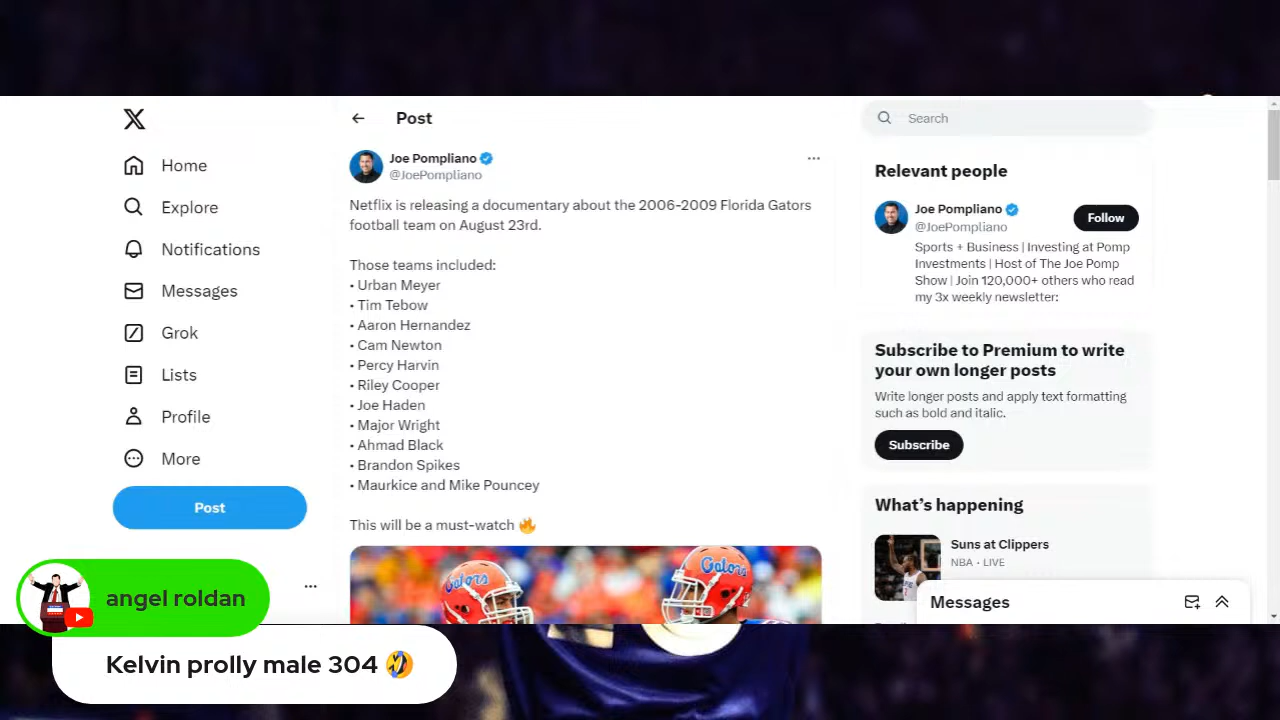 Home
Explore
Notifications
Messages
Grok
Lists
Profile
More
Post
Post
Joe Pompliano
@JoePompliano
Netflix is releasing a documentary about the 2006-2009 Florida Gators
football team on August 23rd.
Those teams included:
• Urban Meyer
• Tim Tebow
• Aaron Hernandez
• Cam Newton
• Percy Harvin
• Riley Cooper
• Joe Haden
• Major Wright
• Ahmad Black
• Brandon Spikes
• Maurkice and Mike Pouncey
This will be a must-watch 🔥
Gators
Gators
Search
Relevant people
Joe Pompliano
@JoePompliano
Follow
Sports + Business | Investing at Pomp
Investments | Host of The Joe Pomp
Show | Join 120,000+ others who read
my 3x weekly newsletter:
Subscribe to Premium to write
your own longer posts
Write longer posts and apply text formatting
such as bold and italic.
Subscribe
What's happening
Suns at Clippers
NBA · LIVE
Messages
angel roldan
Kelvin prolly male 304 🤣